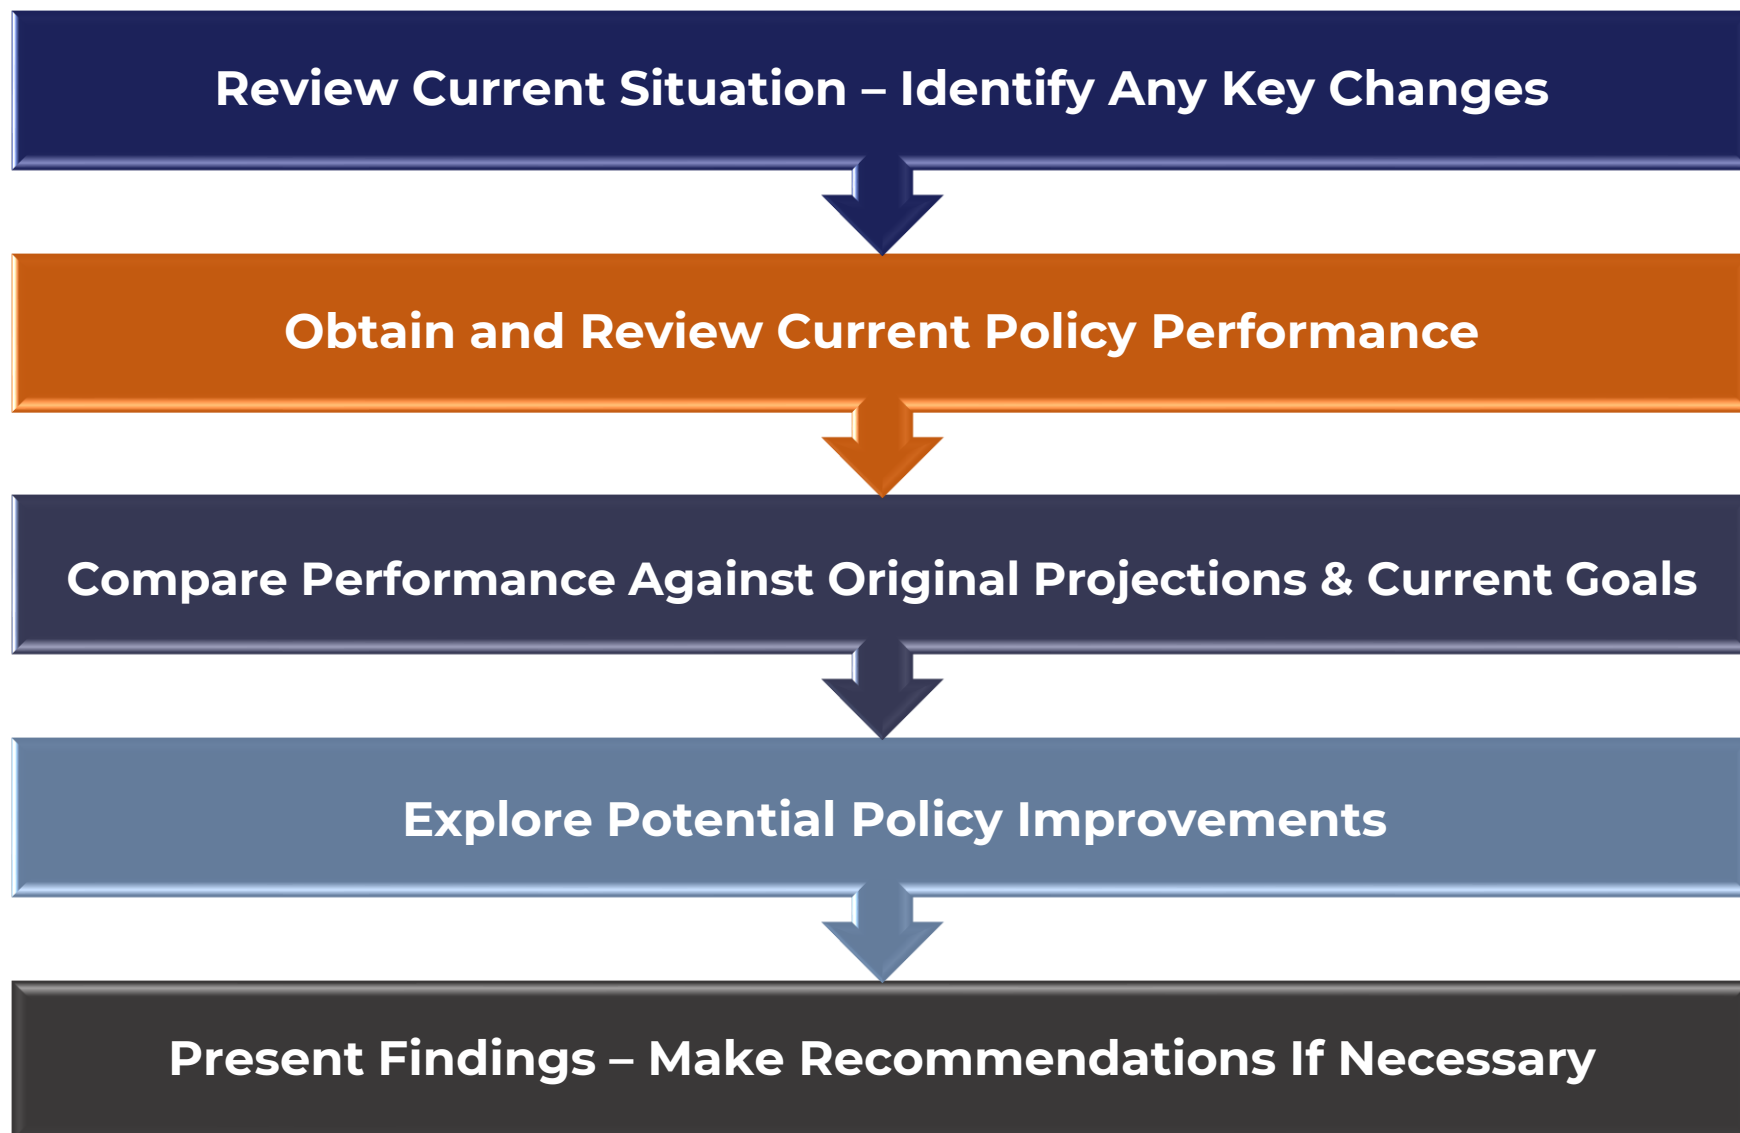 Review Current Situation – Identify Any Key Changes
Obtain and Review Current Policy Performance
Compare Performance Against Original Projections & Current Goals
Explore Potential Policy Improvements
Present Findings – Make Recommendations If Necessary